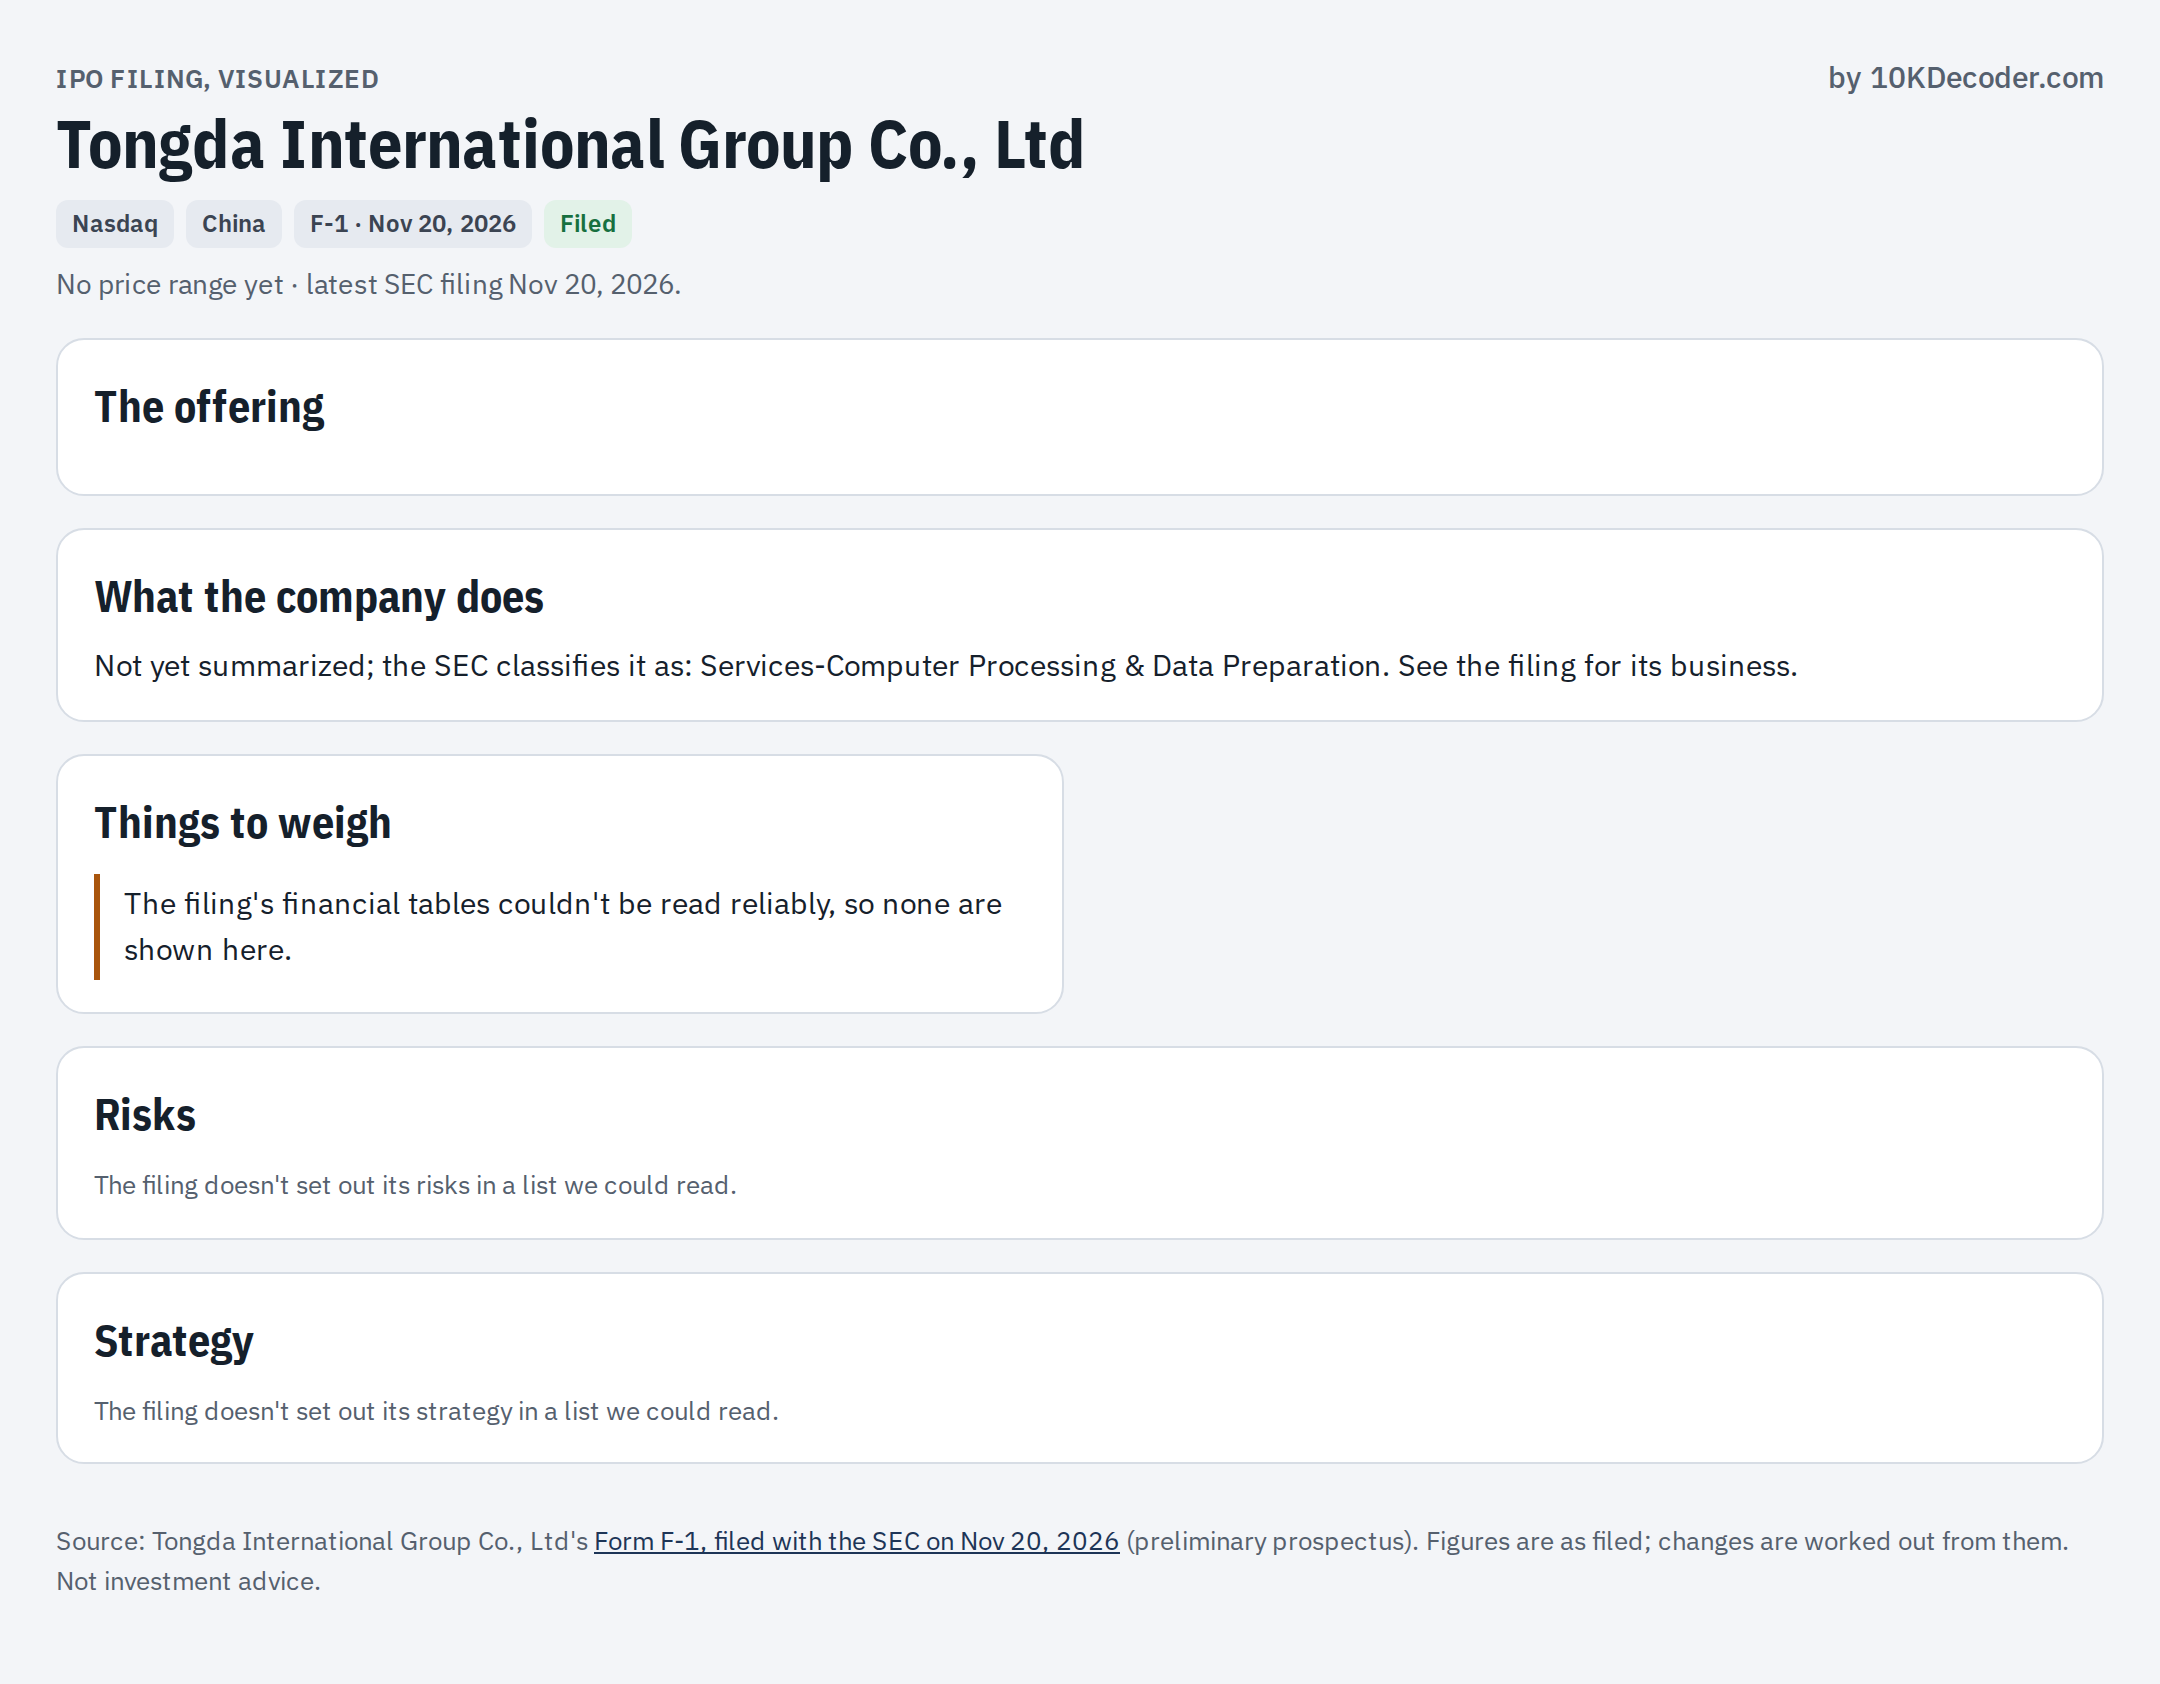 IPO FILING, VISUALIZED
by 10KDecoder.com
Tongda International Group Co., Ltd
Nasdaq China F-1 · Nov 20, 2026 Filed
No price range yet · latest SEC filing Nov 20, 2026.
The offering
What the company does
Not yet summarized; the SEC classifies it as: Services-Computer Processing & Data Preparation. See the filing for its business.
Things to weigh
The filing's financial tables couldn't be read reliably, so none are
shown here.
Risks
The filing doesn't set out its risks in a list we could read.
Strategy
The filing doesn't set out its strategy in a list we could read.
Source: Tongda International Group Co., Ltd's Form F-1, filed with the SEC on Nov 20, 2026 (preliminary prospectus). Figures are as filed; changes are worked out from them.
Not investment advice.